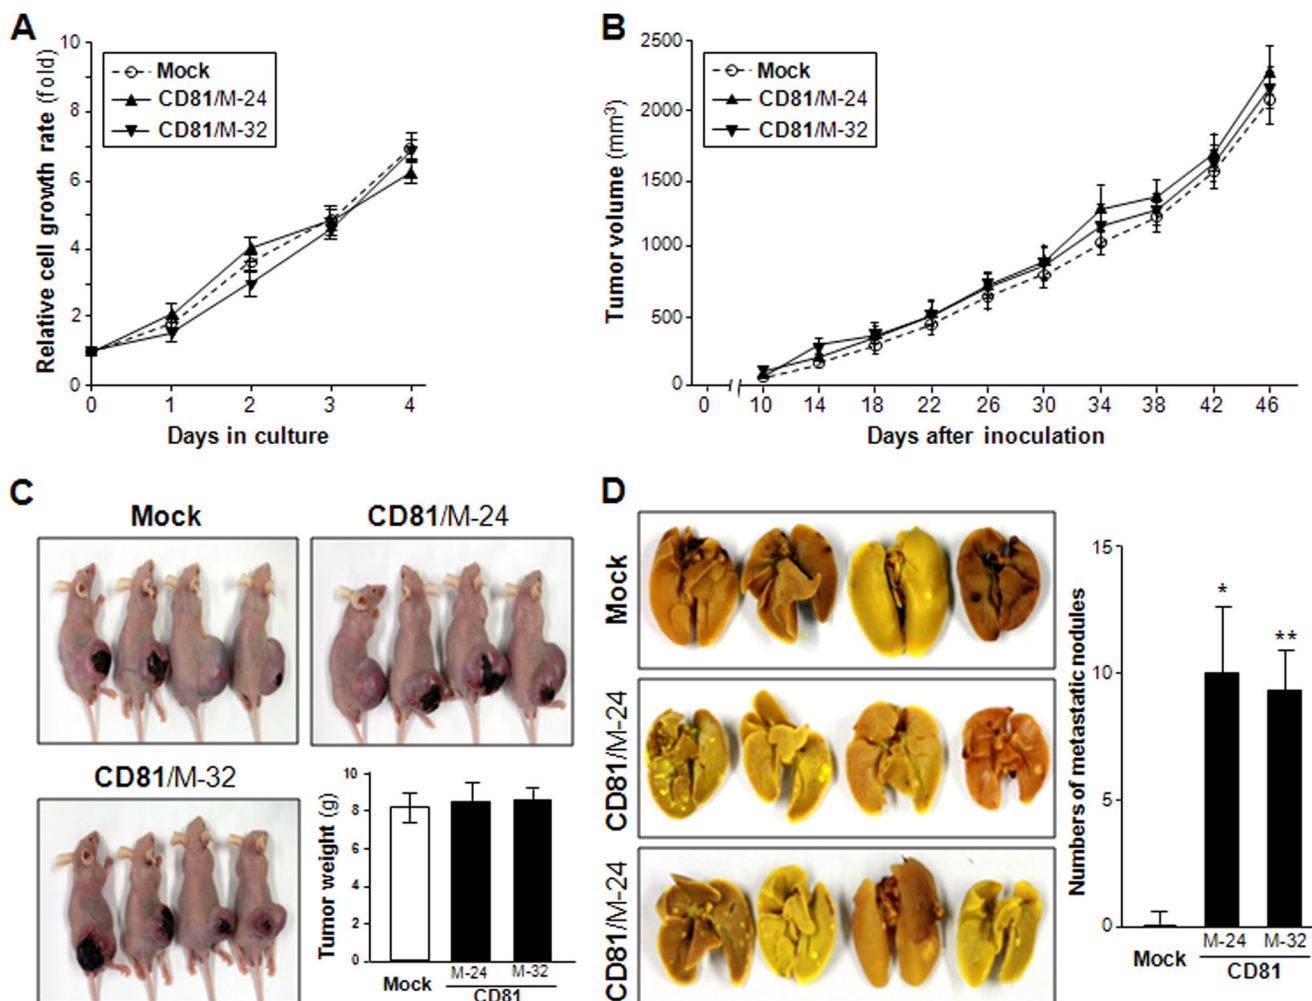 A
Relative cell growth rate (fold)
10
8
6
4
2
0
Mock
CD81/M-24
CD81/M-32
0 1 2 3 4
Days in culture
B
Tumor volume (mm³)
2500
2000
1500
1000
500
0
Mock
CD81/M-24
CD81/M-32
0 10 14 18 22 26 30 34 38 42 46
Days after inoculation
C
Mock
CD81/M-24
CD81/M-32
Tumor weight (g)
10
8
6
4
2
0
Mock
M-24 M-32
CD81
D
Mock
CD81/M-24
CD81/M-24
Numbers of metastatic nodules
15
10
5
0
*
**
Mock
M-24 M-32
CD81